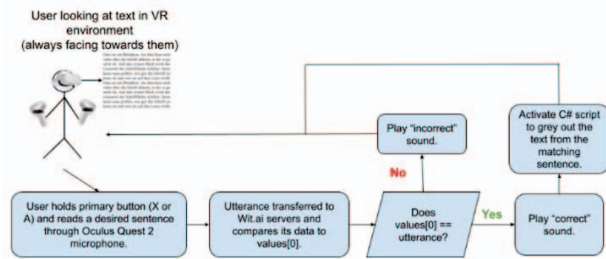 User looking at text in VR
environment
(always facing towards them)
Play “incorrect”
sound.
Activate C# script
to grey out the
text from the
matching
sentence.
No
User holds primary button (X or
A) and reads a desired sentence
through Oculus Quest 2
microphone.
Utterance transferred to
Wit.ai servers and
compares its data to
values[0].
Does
values[0] ==
utterance?
Yes
Play “correct”
sound.